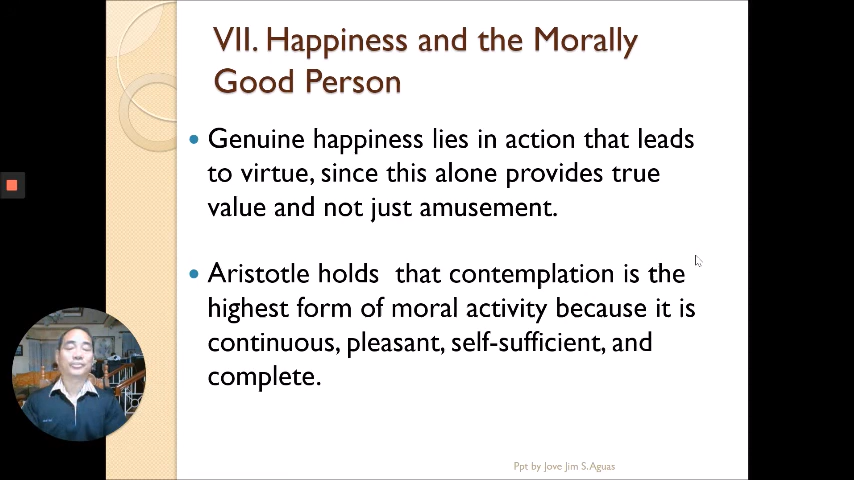 VII. Happiness and the Morally
Good Person
Genuine happiness lies in action that leads
to virtue, since this alone provides true
value and not just amusement.
Aristotle holds  that contemplation is the
highest form of moral activity because it is
continuous, pleasant, self-sufficient, and
complete.
Ppt by Jove Jim S. Aguas